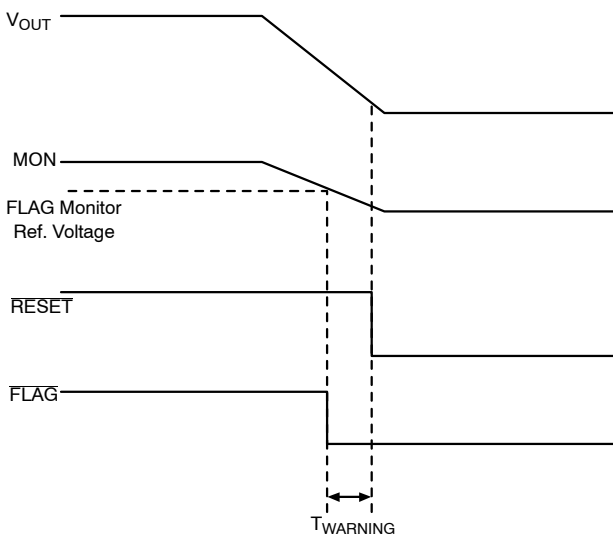 VOUT
MON
FLAG Monitor
Ref. Voltage
RESET
FLAG
TWARNING